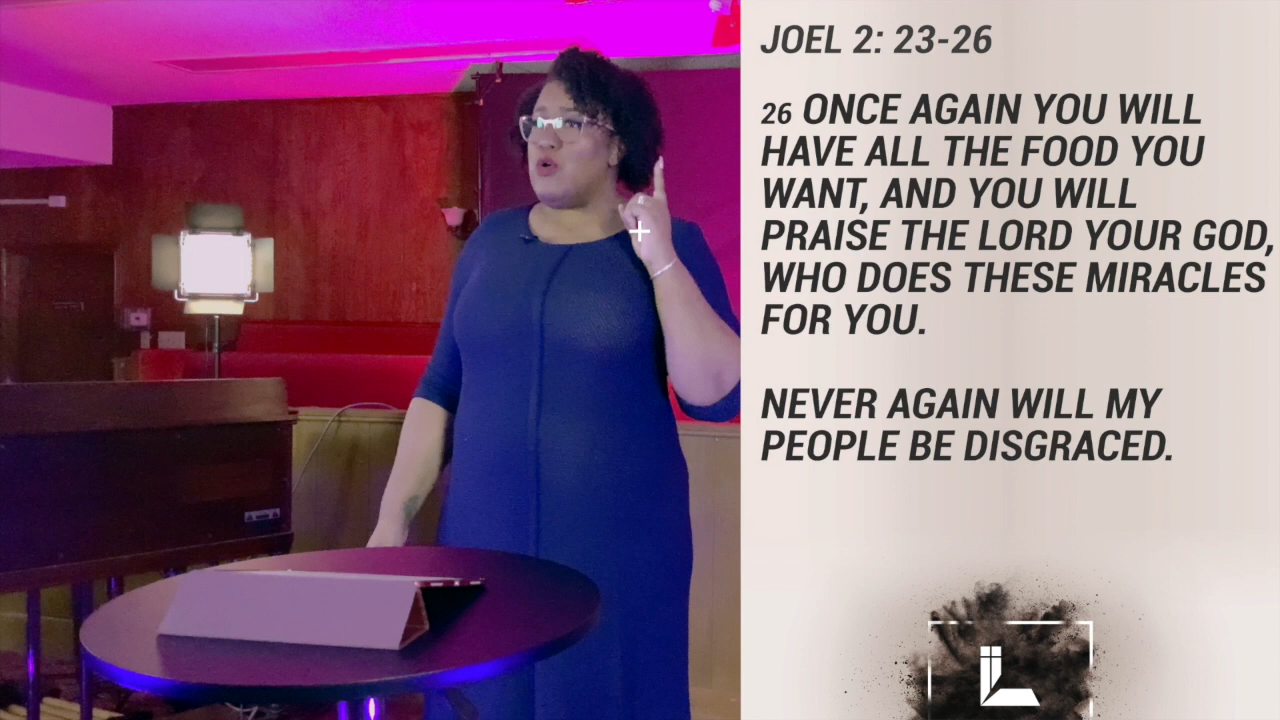 JOEL 2: 23-26
26 ONCE AGAIN YOU WILL
HAVE ALL THE FOOD YOU
WANT, AND YOU WILL
PRAISE THE LORD YOUR GOD,
WHO DOES THESE MIRACLES
FOR YOU.
NEVER AGAIN WILL MY
PEOPLE BE DISGRACED.